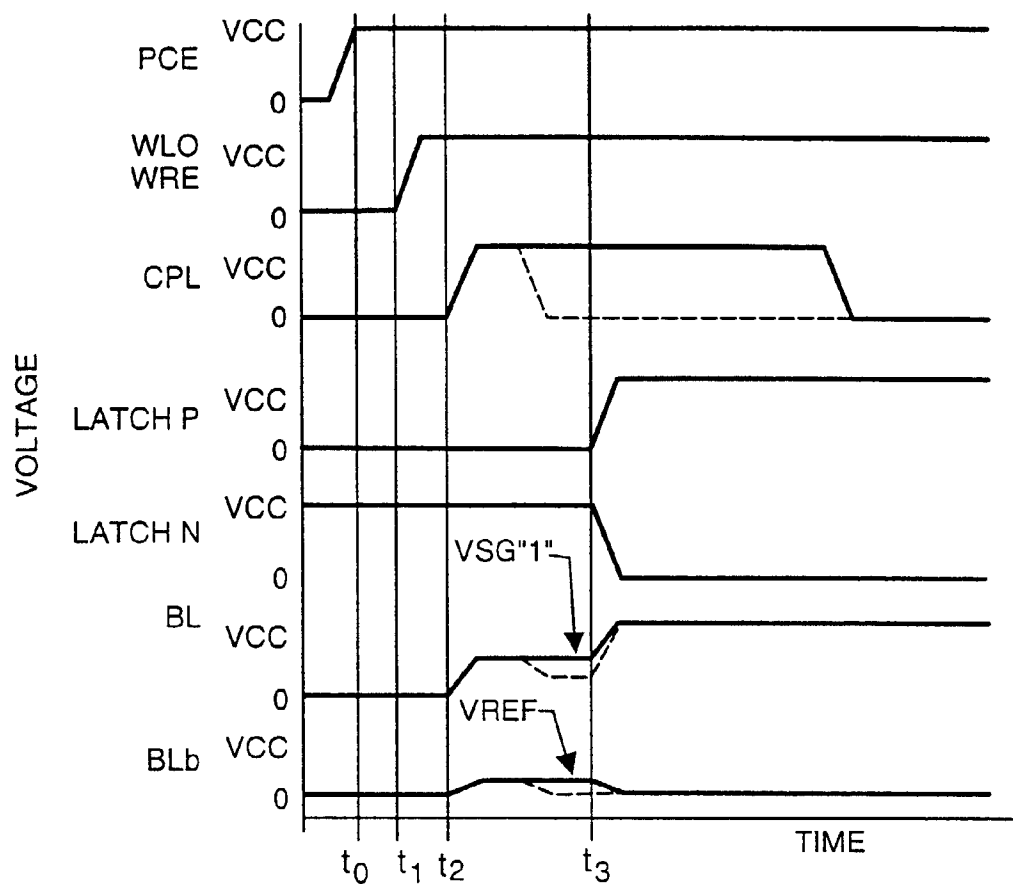 VOLTAGE
PCE
VCC
0
WLO
WRE
VCC
0
CPL
VCC
0
LATCH P
VCC
0
LATCH N
VCC
0
VSG"1"
BL
VCC
0
VREF
BLb
VCC
0
TIME
t0 t1 t2 t3